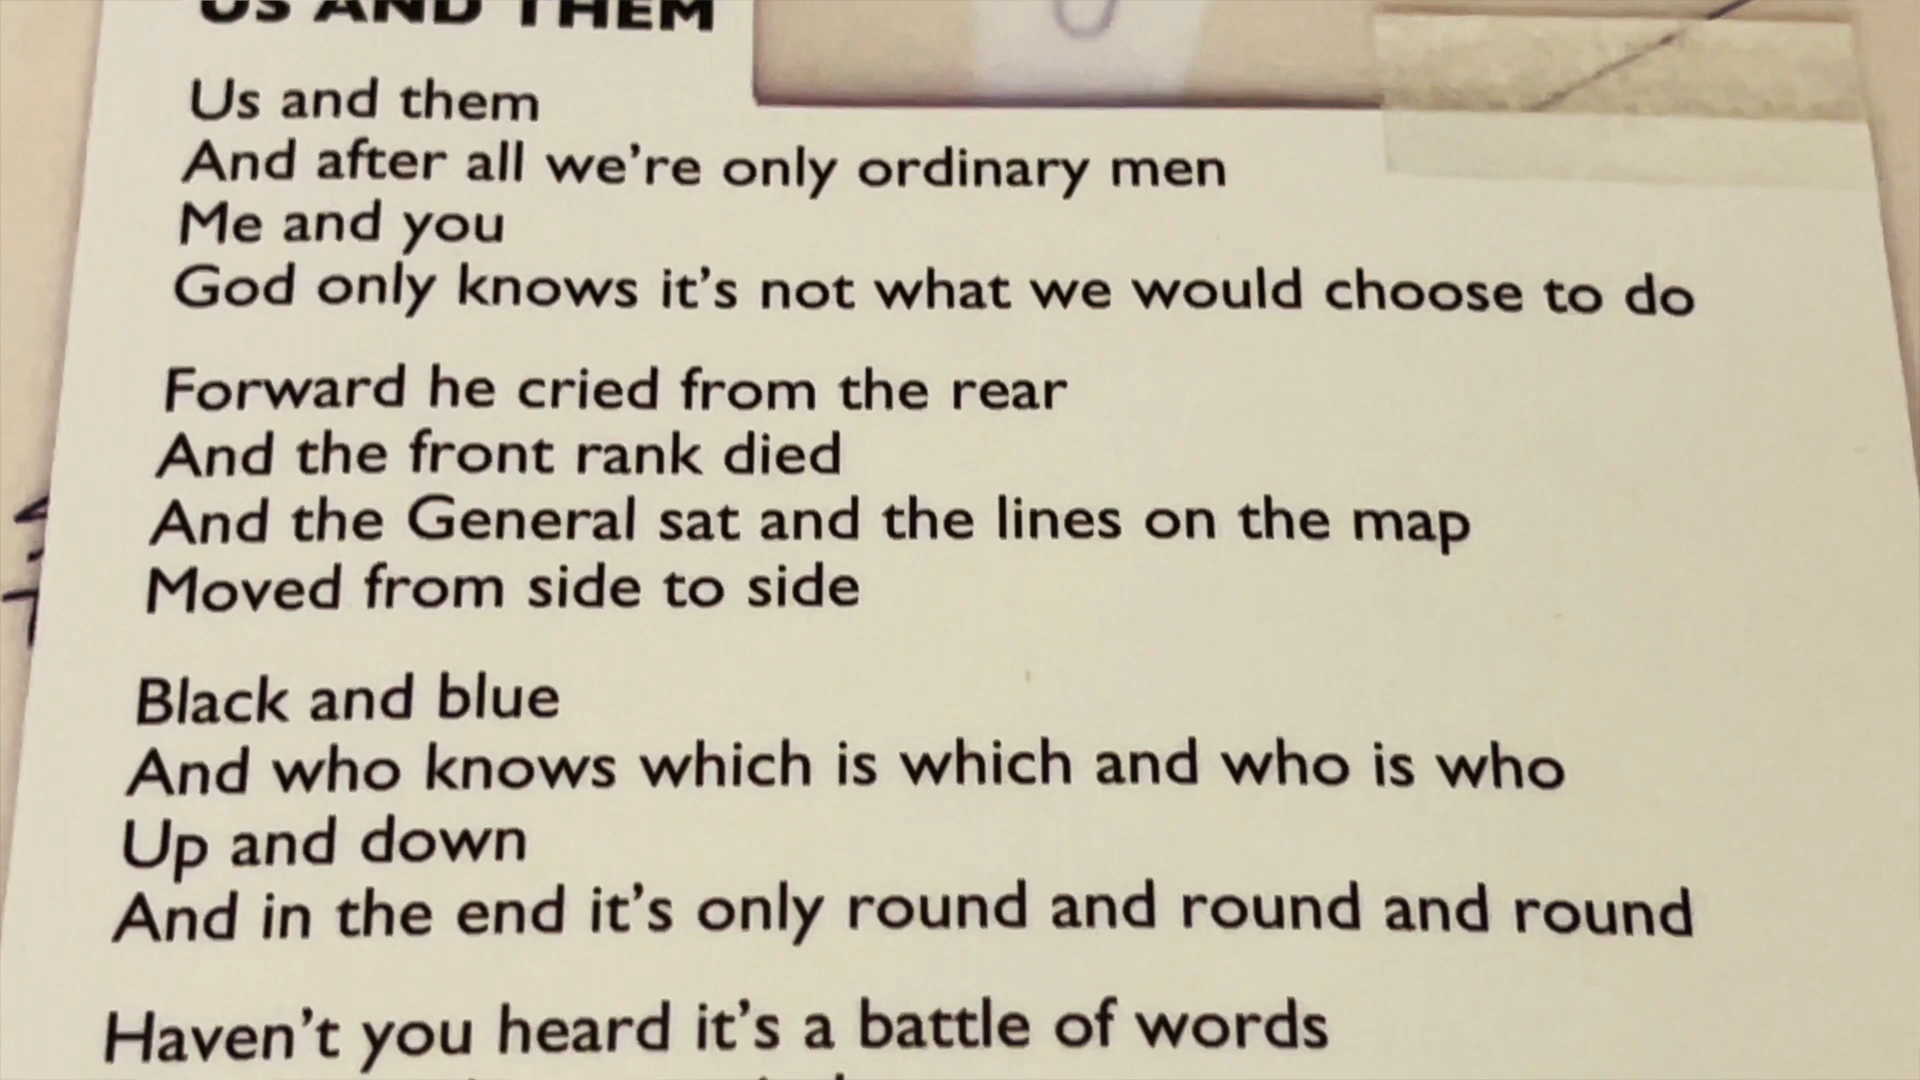 US AND THEM
Us and them
And after all we're only ordinary men
Me and you
God only knows it's not what we would choose to do
Forward he cried from the rear
And the front rank died
And the General sat and the lines on the map
Moved from side to side
Black and blue
And who knows which is which and who is who
Up and down
And in the end it's only round and round and round
Haven't you heard it's a battle of words